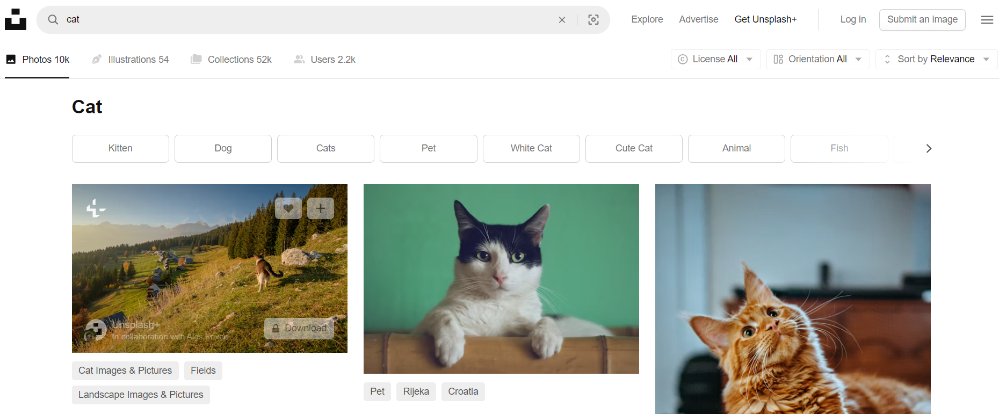 cat
Explore
Advertise
Get Unsplash+
Log in
Submit an image
Photos 10k
Illustrations 54
Collections 52k
Users 2.2k
License All
Orientation All
Sort by Relevance
Cat
Kitten
Dog
Cats
Pet
White Cat
Cute Cat
Animal
Fish
Unsplash+
In collaboration with Ales Krivec
Download
Cat Images & Pictures
Fields
Landscape Images & Pictures
Pet
Rijeka
Croatia